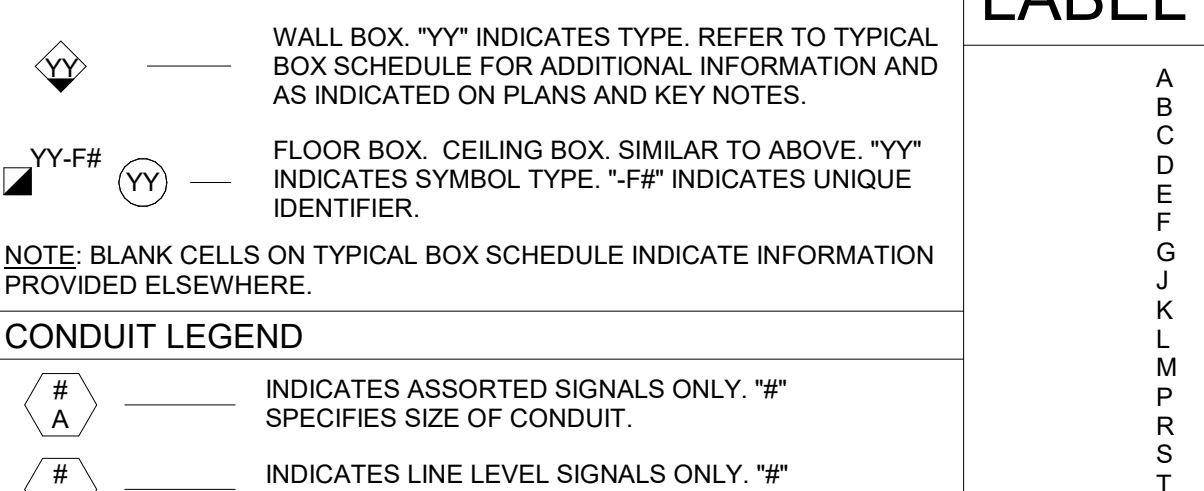 YY
WALL BOX. "YY" INDICATES TYPE. REFER TO TYPICAL
BOX SCHEDULE FOR ADDITIONAL INFORMATION AND
AS INDICATED ON PLANS AND KEY NOTES.
YY-F#
YY
FLOOR BOX. CEILING BOX. SIMILAR TO ABOVE. "YY"
INDICATES SYMBOL TYPE. "-F#" INDICATES UNIQUE
IDENTIFIER.
NOTE: BLANK CELLS ON TYPICAL BOX SCHEDULE INDICATE INFORMATION
PROVIDED ELSEWHERE.
CONDUIT LEGEND
#
A
INDICATES ASSORTED SIGNALS ONLY. "#"
SPECIFIES SIZE OF CONDUIT.
#
INDICATES LINE LEVEL SIGNALS ONLY. "#"
LABEL
A
B
C
D
E
F
G
J
K
L
M
P
R
S
T